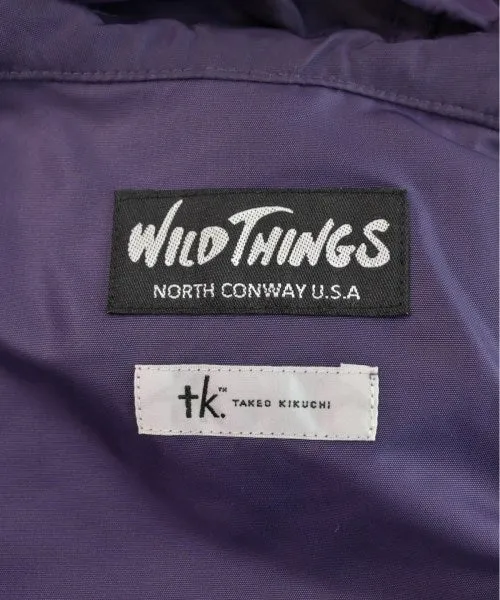 WILD THINGS
NORTH CONWAY U.S.A
tk.™ TAKEO KIKUCHI